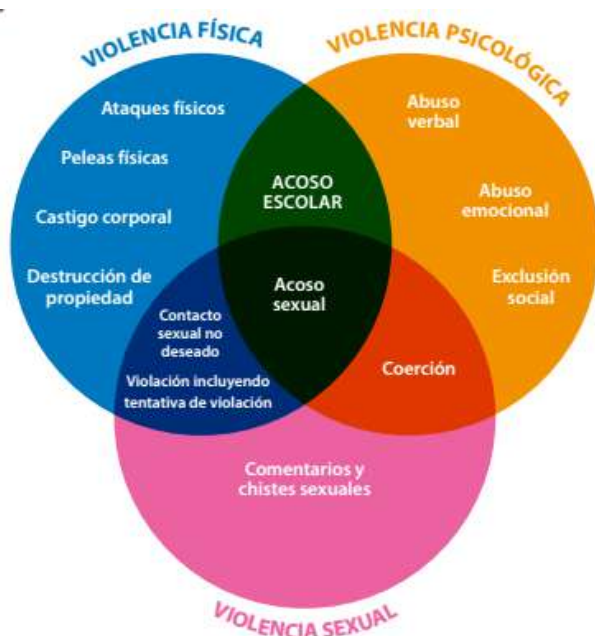 VIOLENCIA FÍSICA
VIOLENCIA PSICOLÓGICA
Ataques físicos
Peleas físicas
Castigo corporal
Destrucción de
propiedad
ACOSO
ESCOLAR
Abuso
verbal
Abuso
emocional
Exclusión
social
Acoso
sexual
Contacto
sexual no
deseado
Violación incluyendo
tentativa de violación
Coerción
Comentarios y
chistes sexuales
VIOLENCIA SEXUAL